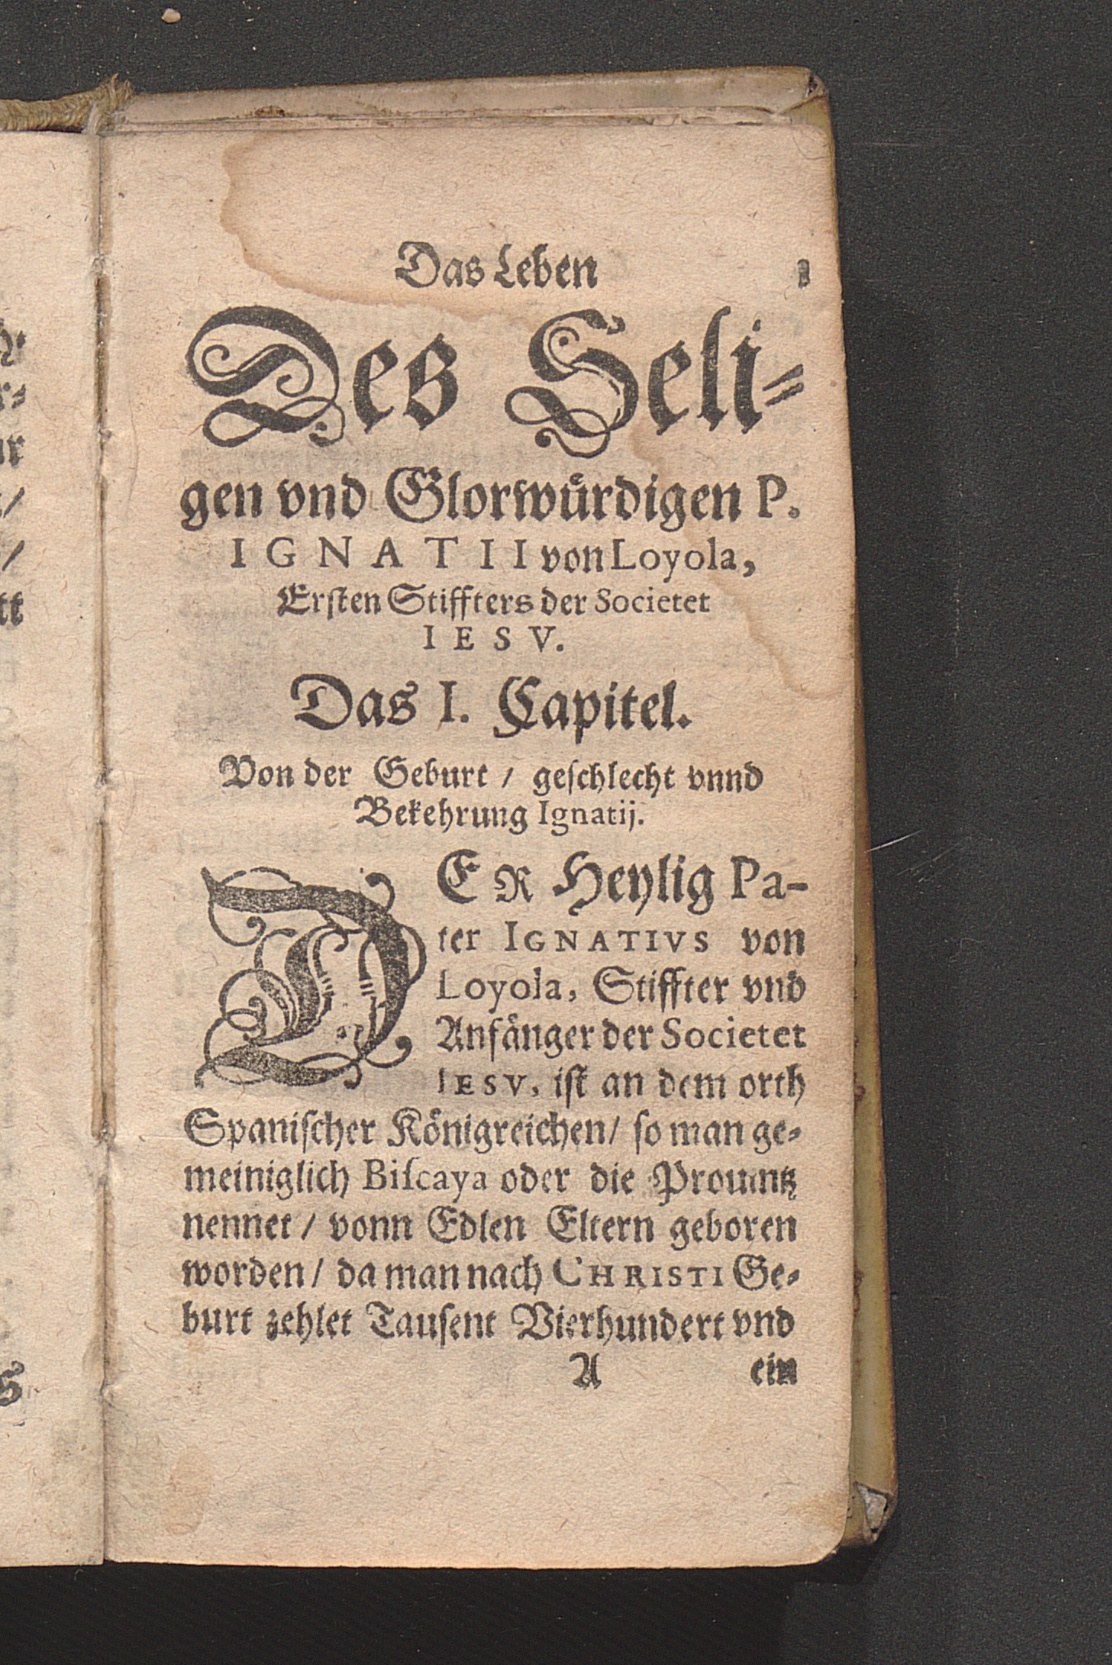 Das Leben 1
Des Seli-
gen vnd Glorwürdigen P.
IGNATII von Loyola,
Ersten Stiffters der Societet
IESV.
Das I. Capitel.
Von der Geburt / geschlecht vnnd
Bekehrung Ignatij.
DER Heylig Pa-
ter IGNATIVS von
Loyola, Stiffter vnd
Anfänger der Societet
IESV, ist an dem orth
Spanischer Königreichen / so man ge-
meiniglich Biscaya oder die Prouintz
nennet / vonn Edlen Eltern geboren
worden / da man nach CHRISTI Ge-
burt zehlet Tausent Vierhundert vnd
A ein